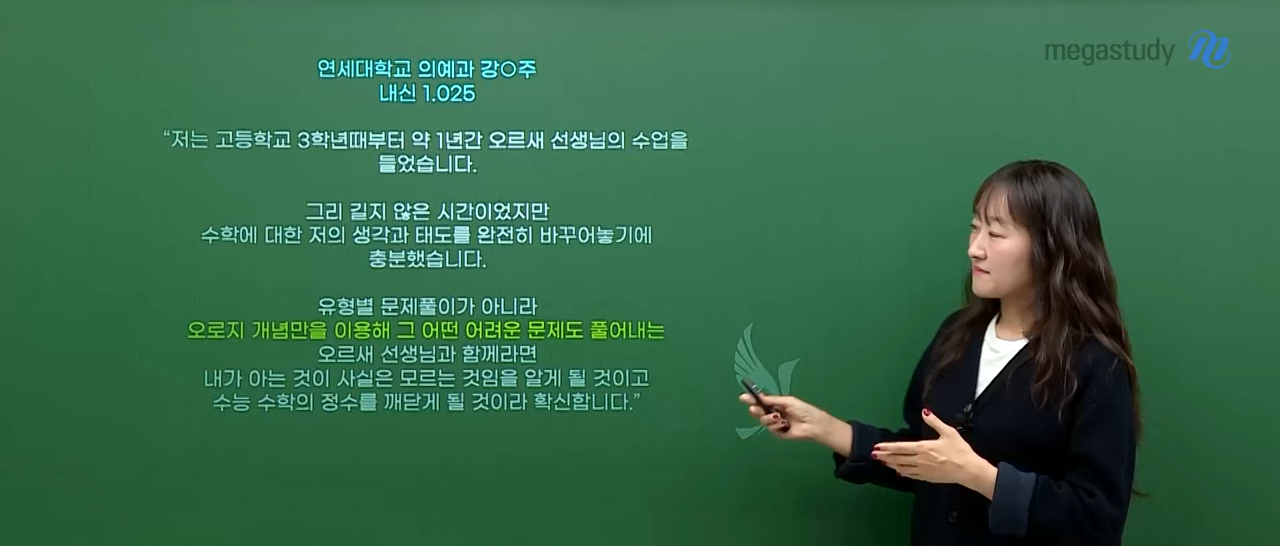 연세대학교 의예과 강○주
내신 1.025
“저는 고등학교 3학년때부터 약 1년간 오르새 선생님의 수업을
들었습니다.
그리 길지 않은 시간이었지만
수학에 대한 저의 생각과 태도를 완전히 바꾸어놓기에
충분했습니다.
유형별 문제풀이가 아니라
오로지 개념만을 이용해 그 어떤 어려운 문제도 풀어내는
오르새 선생님과 함께라면
내가 아는 것이 사실은 모르는 것임을 알게 될 것이고
수능 수학의 정수를 깨닫게 될 것이라 확신합니다.”
megastudy m